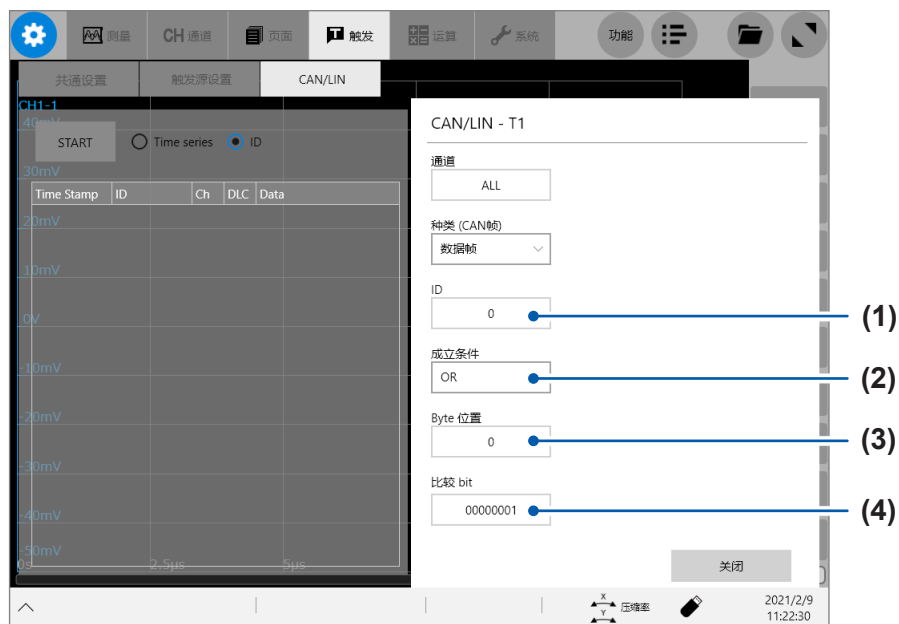 测量 CH 通道 页面 触发 运算 系统 功能
共通设置 触发源设置 CAN/LIN
CH1-1
40mV
START Time series ID
30mV
Time Stamp ID Ch DLC Data
20mV
10mV
0V
-10mV
-20mV
-30mV
-40mV
-50mV
0s 2.5µs 5µs
CAN/LIN - T1
通道
ALL
种类 (CAN帧)
数据帧
ID
0 (1)
成立条件
OR (2)
Byte 位置
0 (3)
比较 bit
00000001 (4)
关闭
X
Y
压缩率
2021/2/9
11:22:30